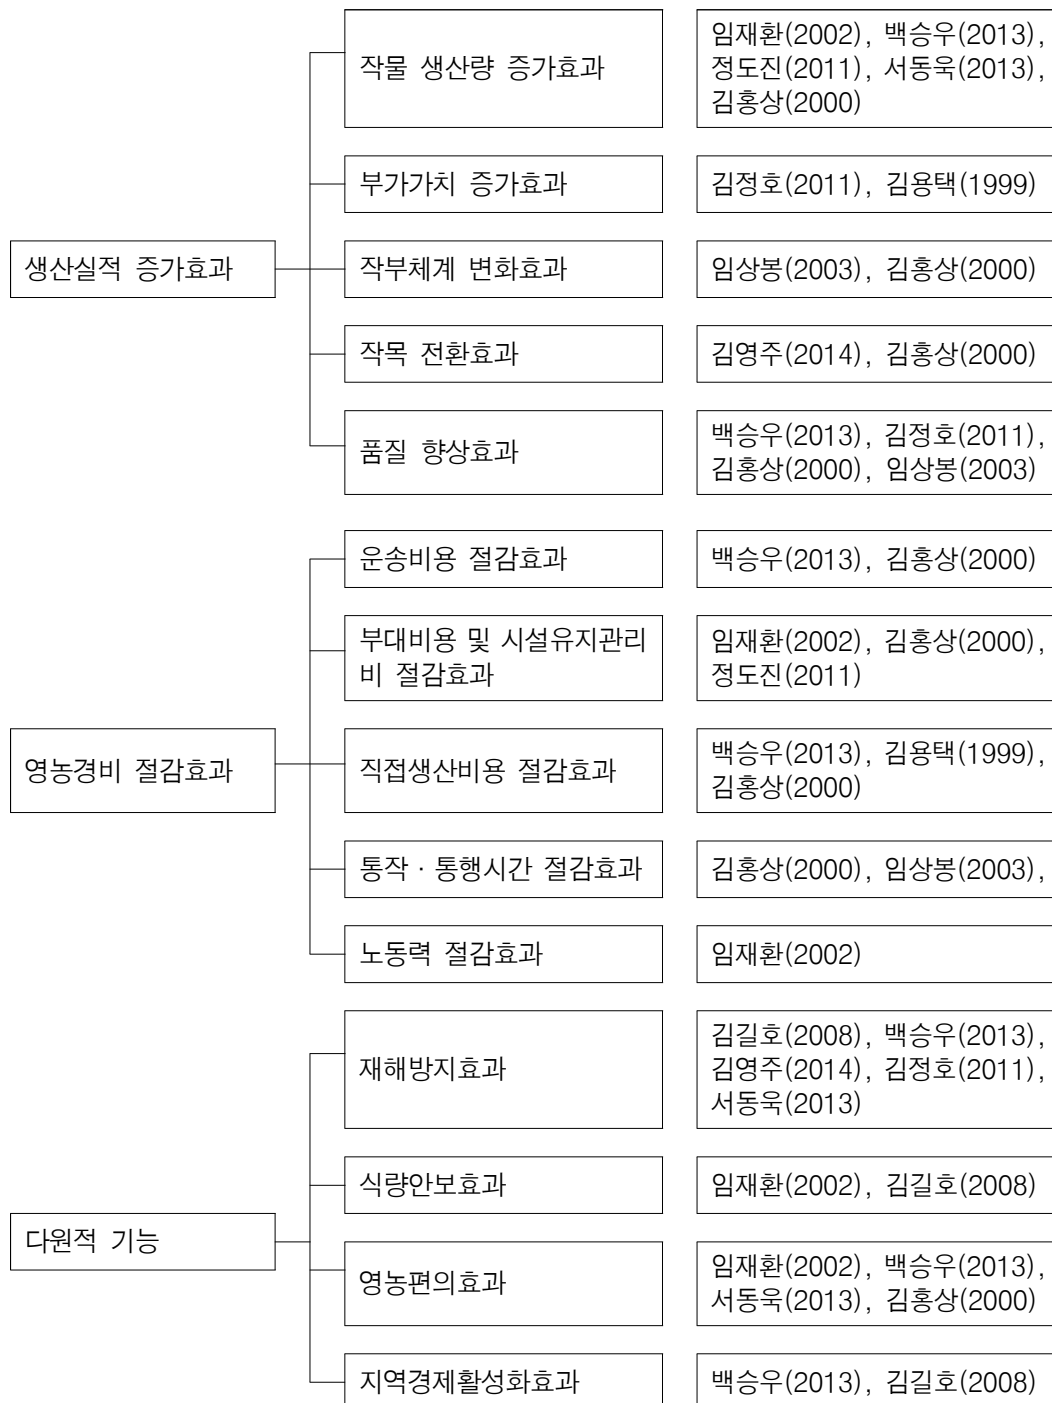 작물 생산량 증가효과
임재환(2002), 백승우(2013),
정도진(2011), 서동욱(2013),
김홍상(2000)
부가가치 증가효과
김정호(2011), 김용택(1999)
생산실적 증가효과
작부체계 변화효과
임상봉(2003), 김홍상(2000)
작목 전환효과
김영주(2014), 김홍상(2000)
품질 향상효과
백승우(2013), 김정호(2011),
김홍상(2000), 임상봉(2003)
운송비용 절감효과
백승우(2013), 김홍상(2000)
부대비용 및 시설유지관리
비 절감효과
임재환(2002), 김홍상(2000),
정도진(2011)
영농경비 절감효과
직접생산비용 절감효과
백승우(2013), 김용택(1999),
김홍상(2000)
통작·통행시간 절감효과
김홍상(2000), 임상봉(2003),
노동력 절감효과
임재환(2002)
재해방지효과
김길호(2008), 백승우(2013),
김영주(2014), 김정호(2011),
서동욱(2013)
식량안보효과
임재환(2002), 김길호(2008)
다원적 기능
영농편의효과
임재환(2002), 백승우(2013),
서동욱(2013), 김홍상(2000)
지역경제활성화효과
백승우(2013), 김길호(2008)